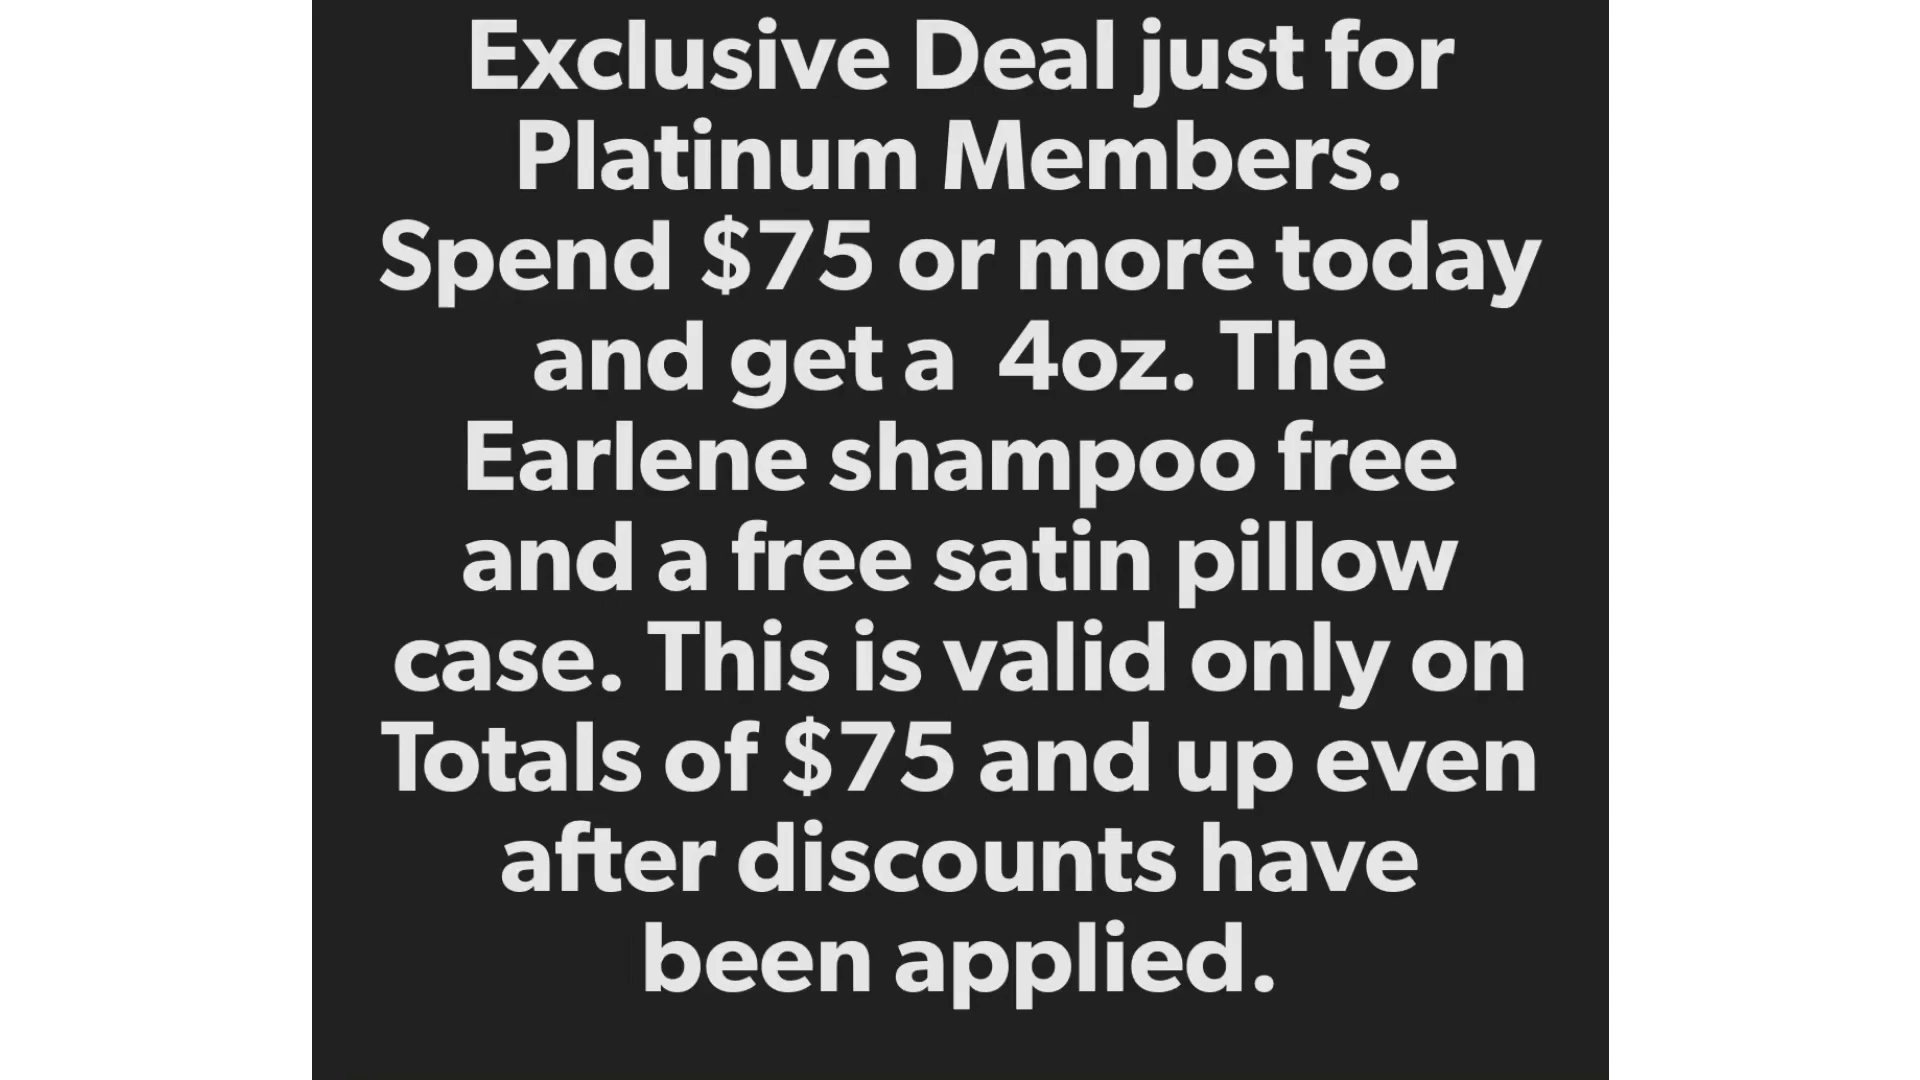 Exclusive Deal just for
Platinum Members.
Spend $75 or more today
and get a  4oz. The
Earlene shampoo free
and a free satin pillow
case. This is valid only on
Totals of $75 and up even
after discounts have
been applied.